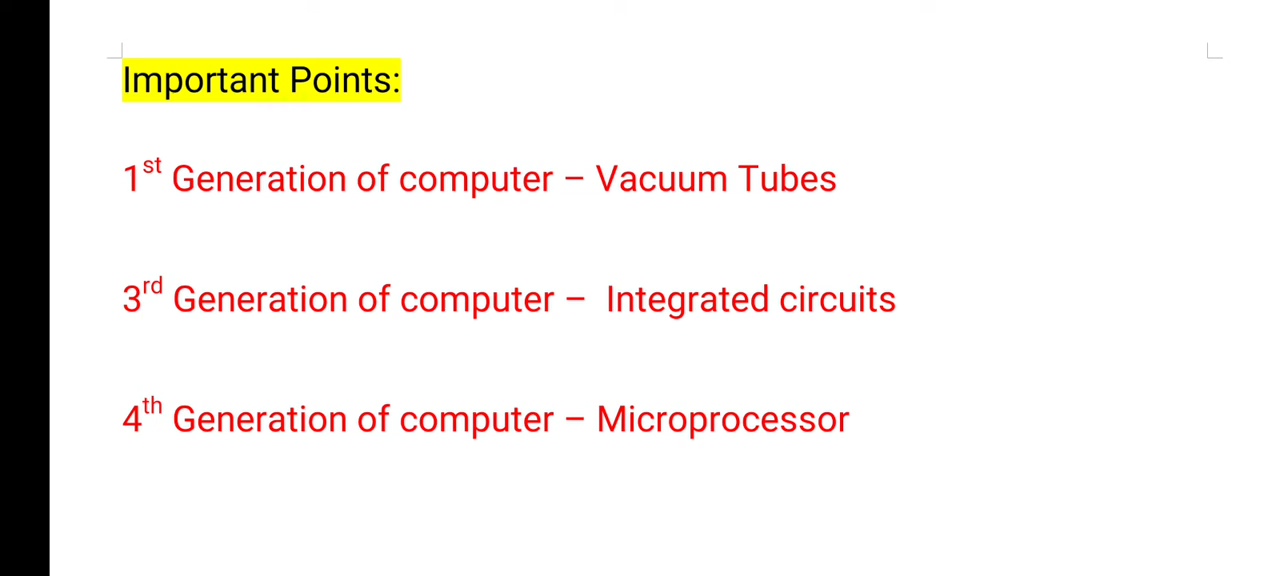 Important Points:
1st Generation of computer – Vacuum Tubes
3rd Generation of computer –  Integrated circuits
4th Generation of computer – Microprocessor